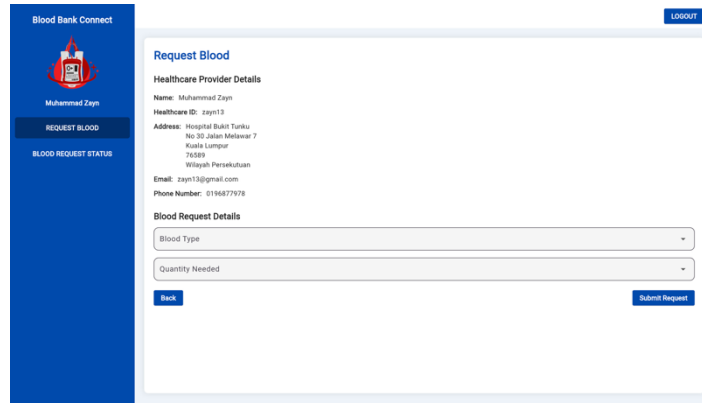 Blood Bank Connect
LOGOUT
Muhammad Zayn
REQUEST BLOOD
BLOOD REQUEST STATUS
Request Blood
Healthcare Provider Details
Name: Muhammad Zayn
Healthcare ID: zayn13
Address: Hospital Bukit Tunku
No 30 Jalan Melawar 7
Kuala Lumpur
76589
Wilayah Persekutuan
Email: zayn13@gmail.com
Phone Number: 0196877978
Blood Request Details
Blood Type
Quantity Needed
Back
Submit Request